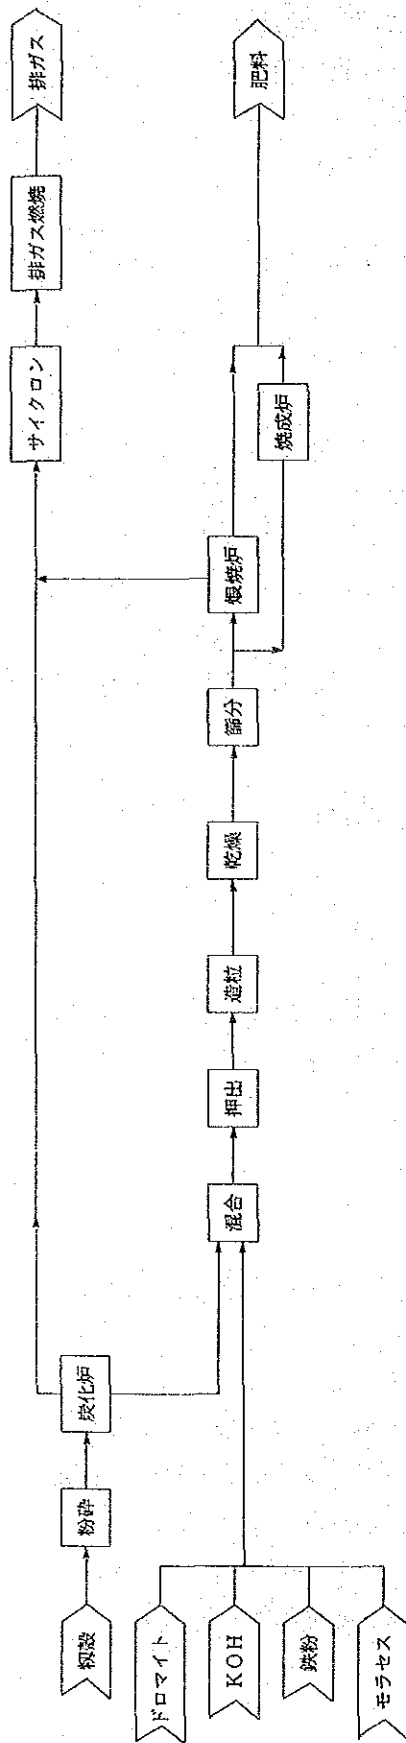 籾殻
粉砕
炭化炉
サイクロン
排ガス燃焼
排ガス
ドロマイト
KOH
鉄粉
モラセス
混合
押出
造粒
乾燥
篩分
煆焼炉
焼成炉
肥料